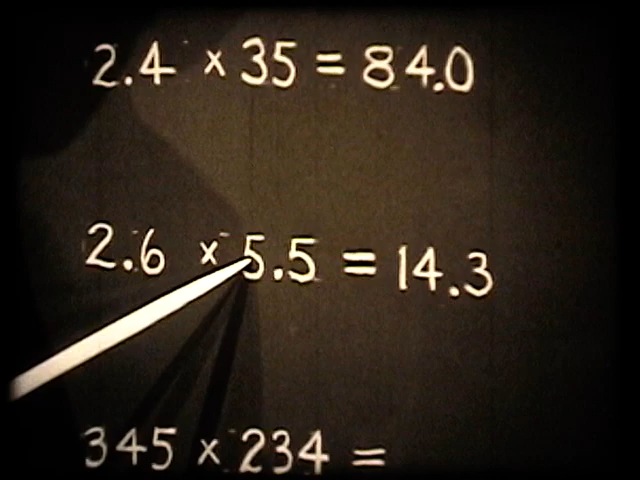 2.4 × 35 = 84.0
2.6 × 5.5 = 14.3
345 × 234 =